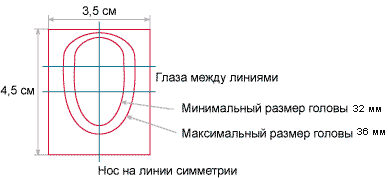 3,5 см
4,5 см
Глаза между линиями
Минимальный размер головы 32 мм
Максимальный размер головы 36 мм
Нос на линии симметрии